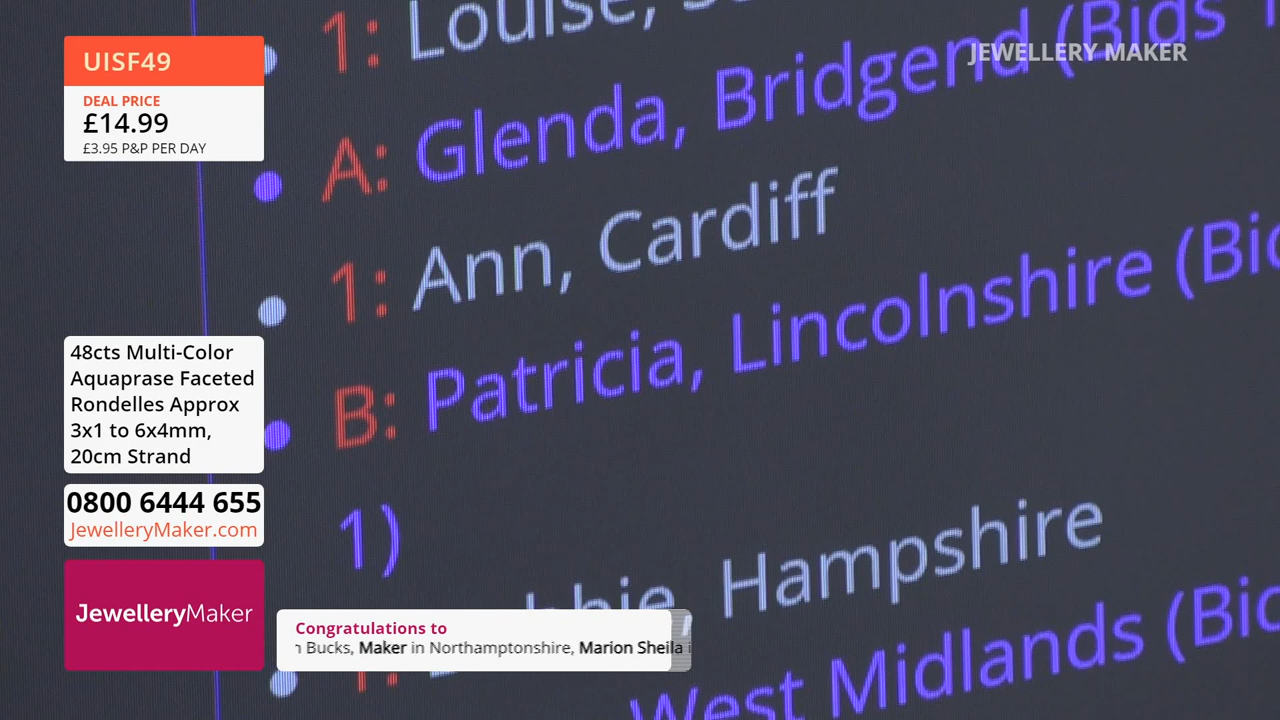 UISF49
DEAL PRICE
£14.99
£3.95 P&P PER DAY
JEWELLERY MAKER
1: Louise,
A: Glenda, Bridgend (Bids
1: Ann, Cardiff
B: Patricia, Lincolnshire (Bi
1)
Hampshire
West Midlands (Bi
48cts Multi-Color
Aquaprase Faceted
Rondelles Approx
3x1 to 6x4mm,
20cm Strand
0800 6444 655
JewelleryMaker.com
JewelleryMaker
Congratulations to
Bucks, Maker in Northamptonshire, Marion Sheila